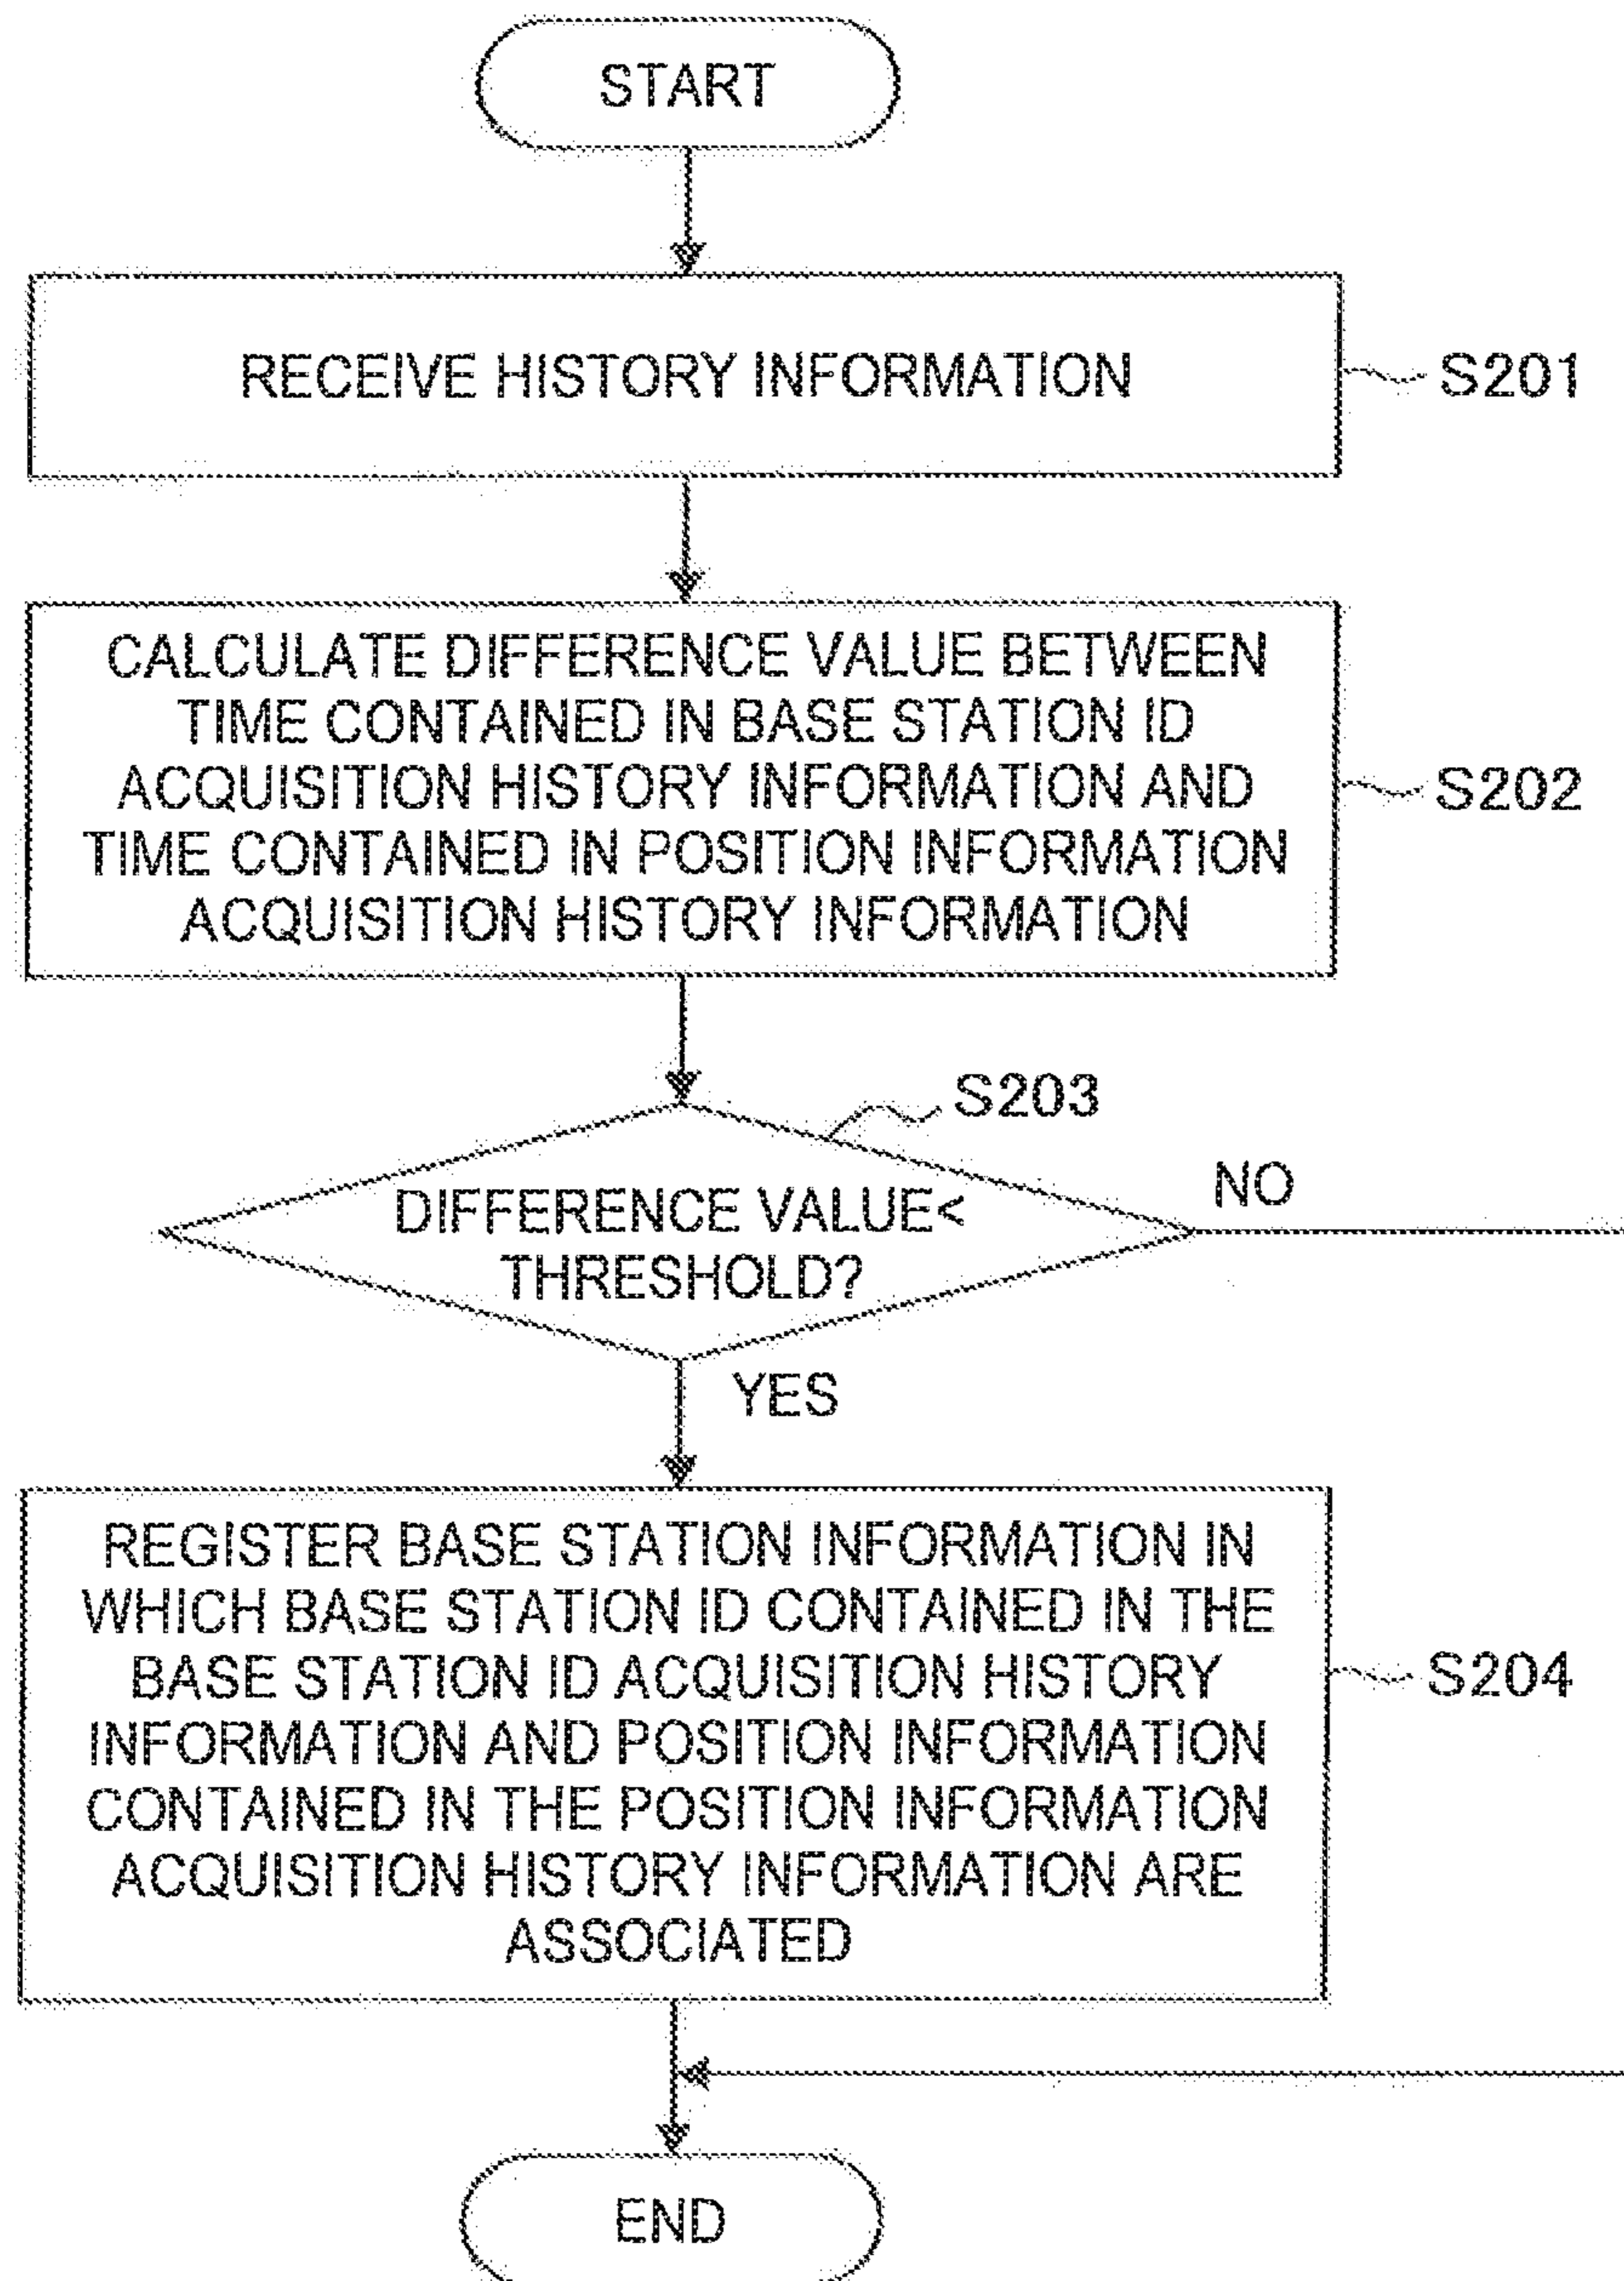 START
RECEIVE HISTORY INFORMATION
S201
CALCULATE DIFFERENCE VALUE BETWEEN
TIME CONTAINED IN BASE STATION ID
ACQUISITION HISTORY INFORMATION AND
TIME CONTAINED IN POSITION INFORMATION
ACQUISITION HISTORY INFORMATION
S202
S203
DIFFERENCE VALUE<
THRESHOLD?
NO
YES
REGISTER BASE STATION INFORMATION IN
WHICH BASE STATION ID CONTAINED IN THE
BASE STATION ID ACQUISITION HISTORY
INFORMATION AND POSITION INFORMATION
CONTAINED IN THE POSITION INFORMATION
ACQUISITION HISTORY INFORMATION ARE
ASSOCIATED
S204
END